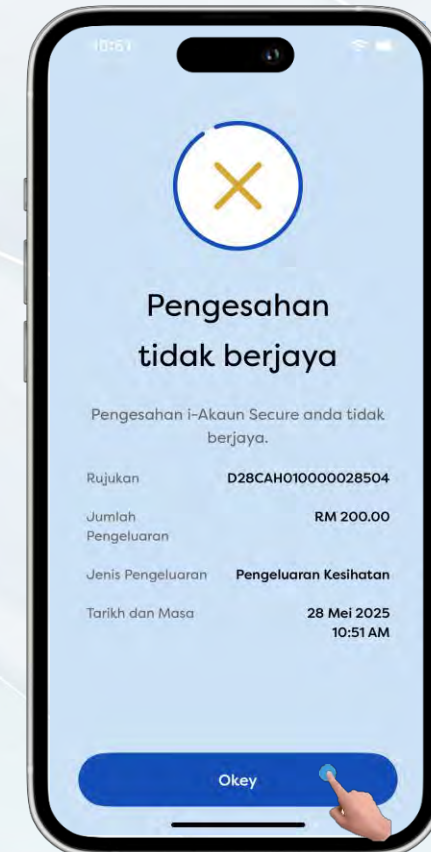 10:51
Pengesahan
tidak berjaya
Pengesahan i-Akaun Secure anda tidak
berjaya.
Rujukan D28CAH010000028504
Jumlah RM 200.00
Pengeluaran
Jenis Pengeluaran Pengeluaran Kesihatan
Tarikh dan Masa 28 Mei 2025
10:51 AM
Okey